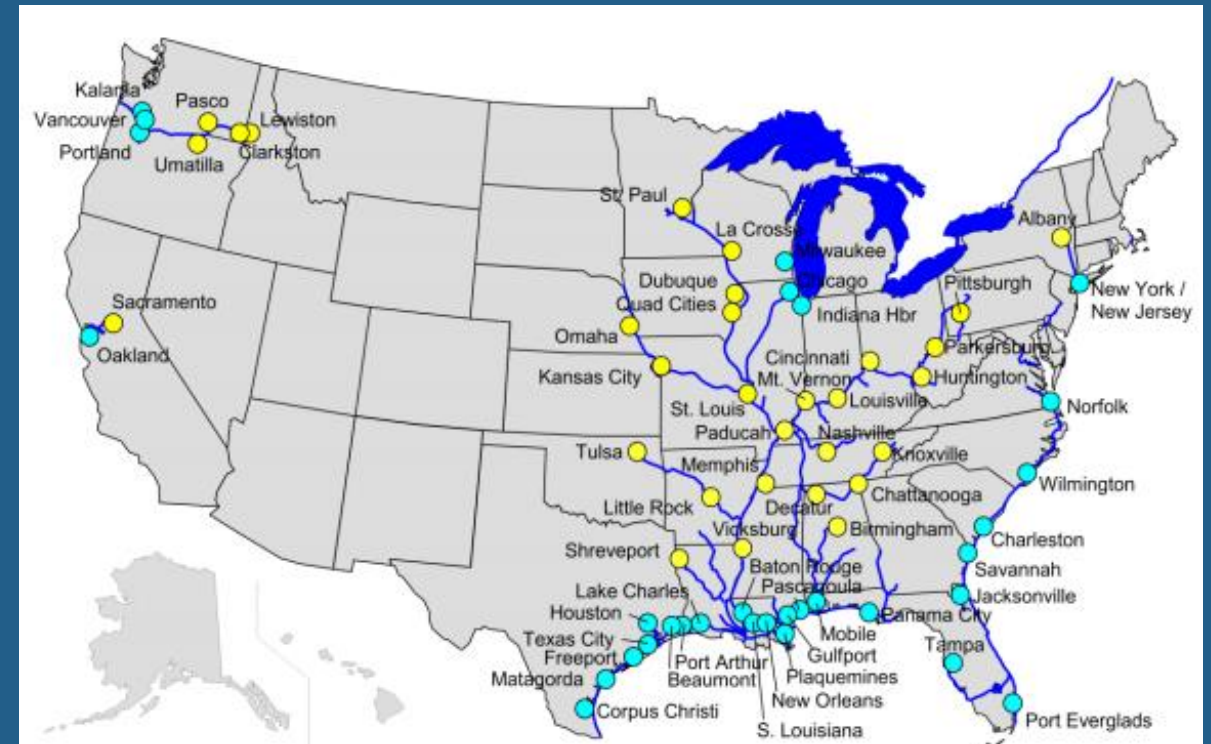 Kalama
Vancouver
Portland
Pasco
Umatilla
Lewiston
Clarkston
Sacramento
Oakland
St. Paul
La Crosse
Milwaukee
Dubuque
Chicago
Quad Cities
Indiana Hbr
Omaha
Kansas City
St. Louis
Cincinnati
Mt. Vernon
Louisville
Paducah
Nashville
Albany
Pittsburgh
New York /
New Jersey
Parkersburg
Huntington
Norfolk
Tulsa
Memphis
Knoxville
Little Rock
Decatur
Chattanooga
Wilmington
Vicksburg
Birmingham
Charleston
Shreveport
Savannah
Baton Rouge
Pascagoula
Lake Charles
Jacksonville
Houston
Panama City
Texas City
Mobile
Tampa
Freeport
Port Arthur
Gulfport
Matagorda
Beaumont
Plaquemines
New Orleans
Corpus Christi
S. Louisiana
Port Everglads